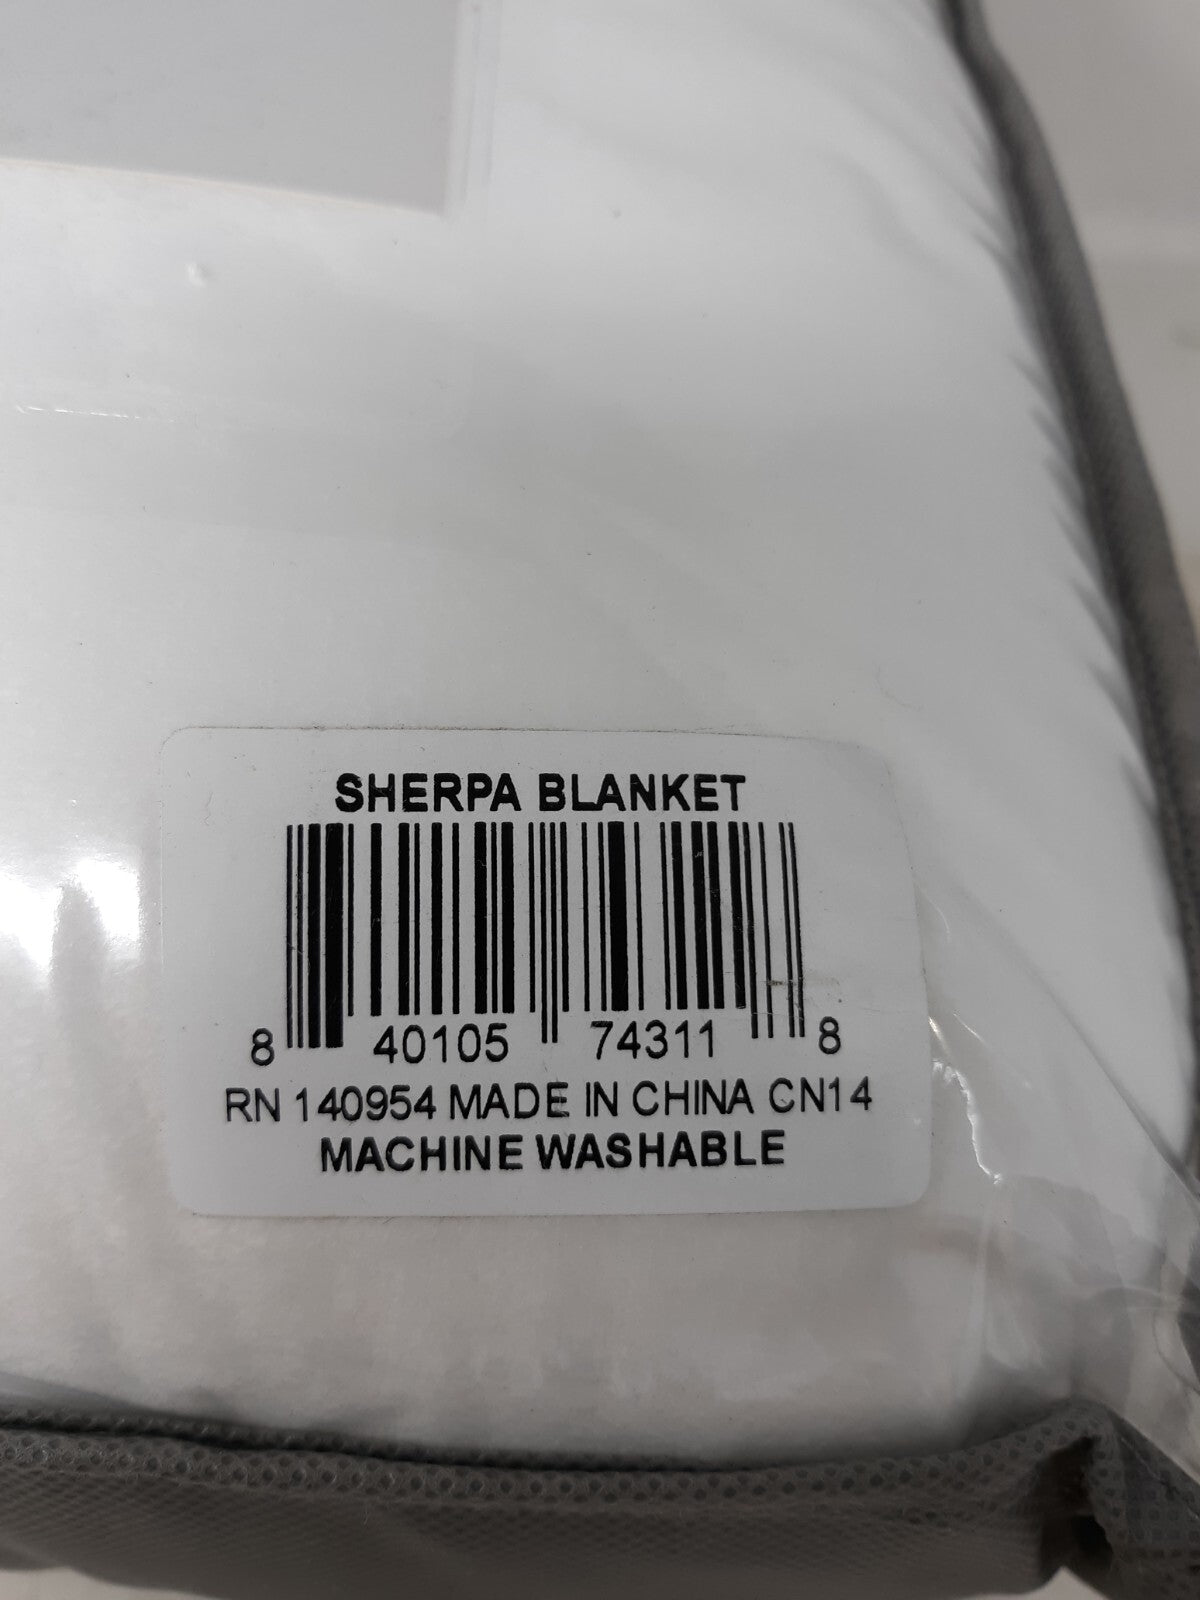 SHERPA BLANKET
8 40105 74311 8
RN 140954 MADE IN CHINA CN14
MACHINE WASHABLE